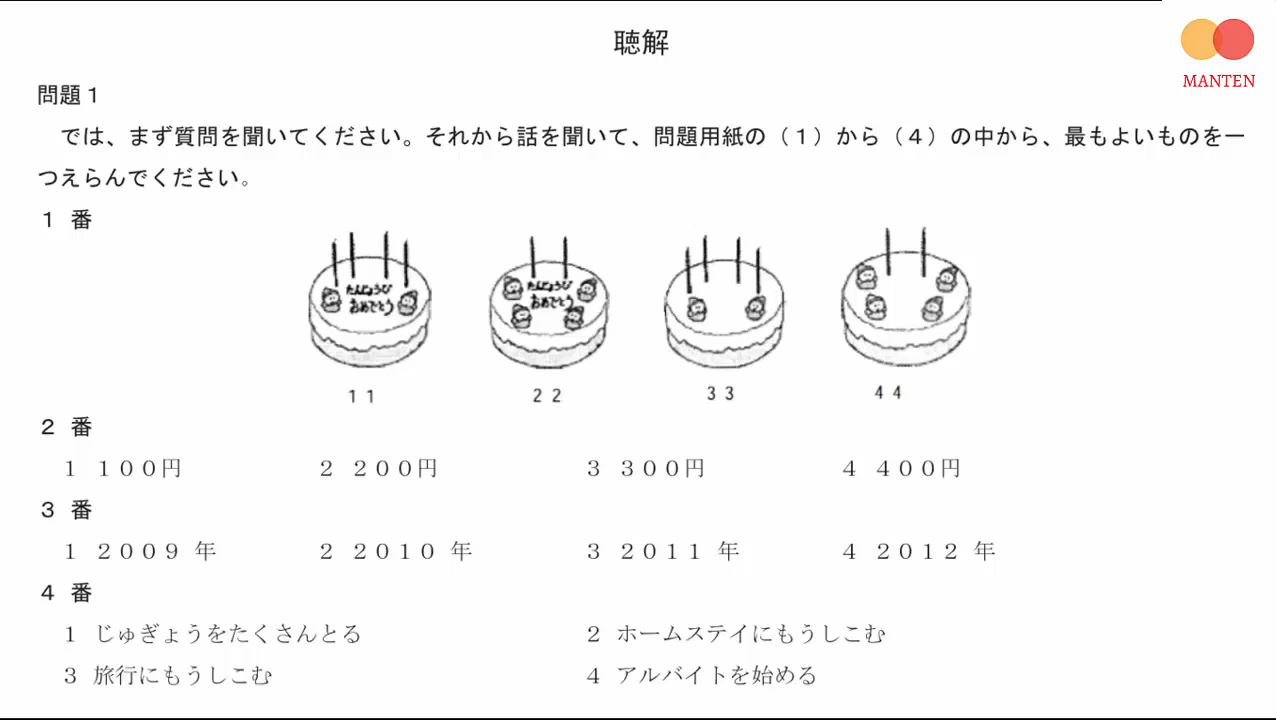 聴解
MANTEN
問題１
では、まず質問を聞いてください。それから話を聞いて、問題用紙の（１）から（４）の中から、最もよいものを一
つえらんでください。
１ 番
たんじょうび
おめでとう
たんじょうび
おめでとう
１１ ２２ ３３ ４４
２ 番
１ １００円 ２ ２００円 ３ ３００円 ４ ４００円
３ 番
１ ２００９ 年 ２ ２０１０ 年 ３ ２０１１ 年 ４ ２０１２ 年
４ 番
１ じゅぎょうをたくさんとる ２ ホームステイにもうしこむ
３ 旅行にもうしこむ ４ アルバイトを始める